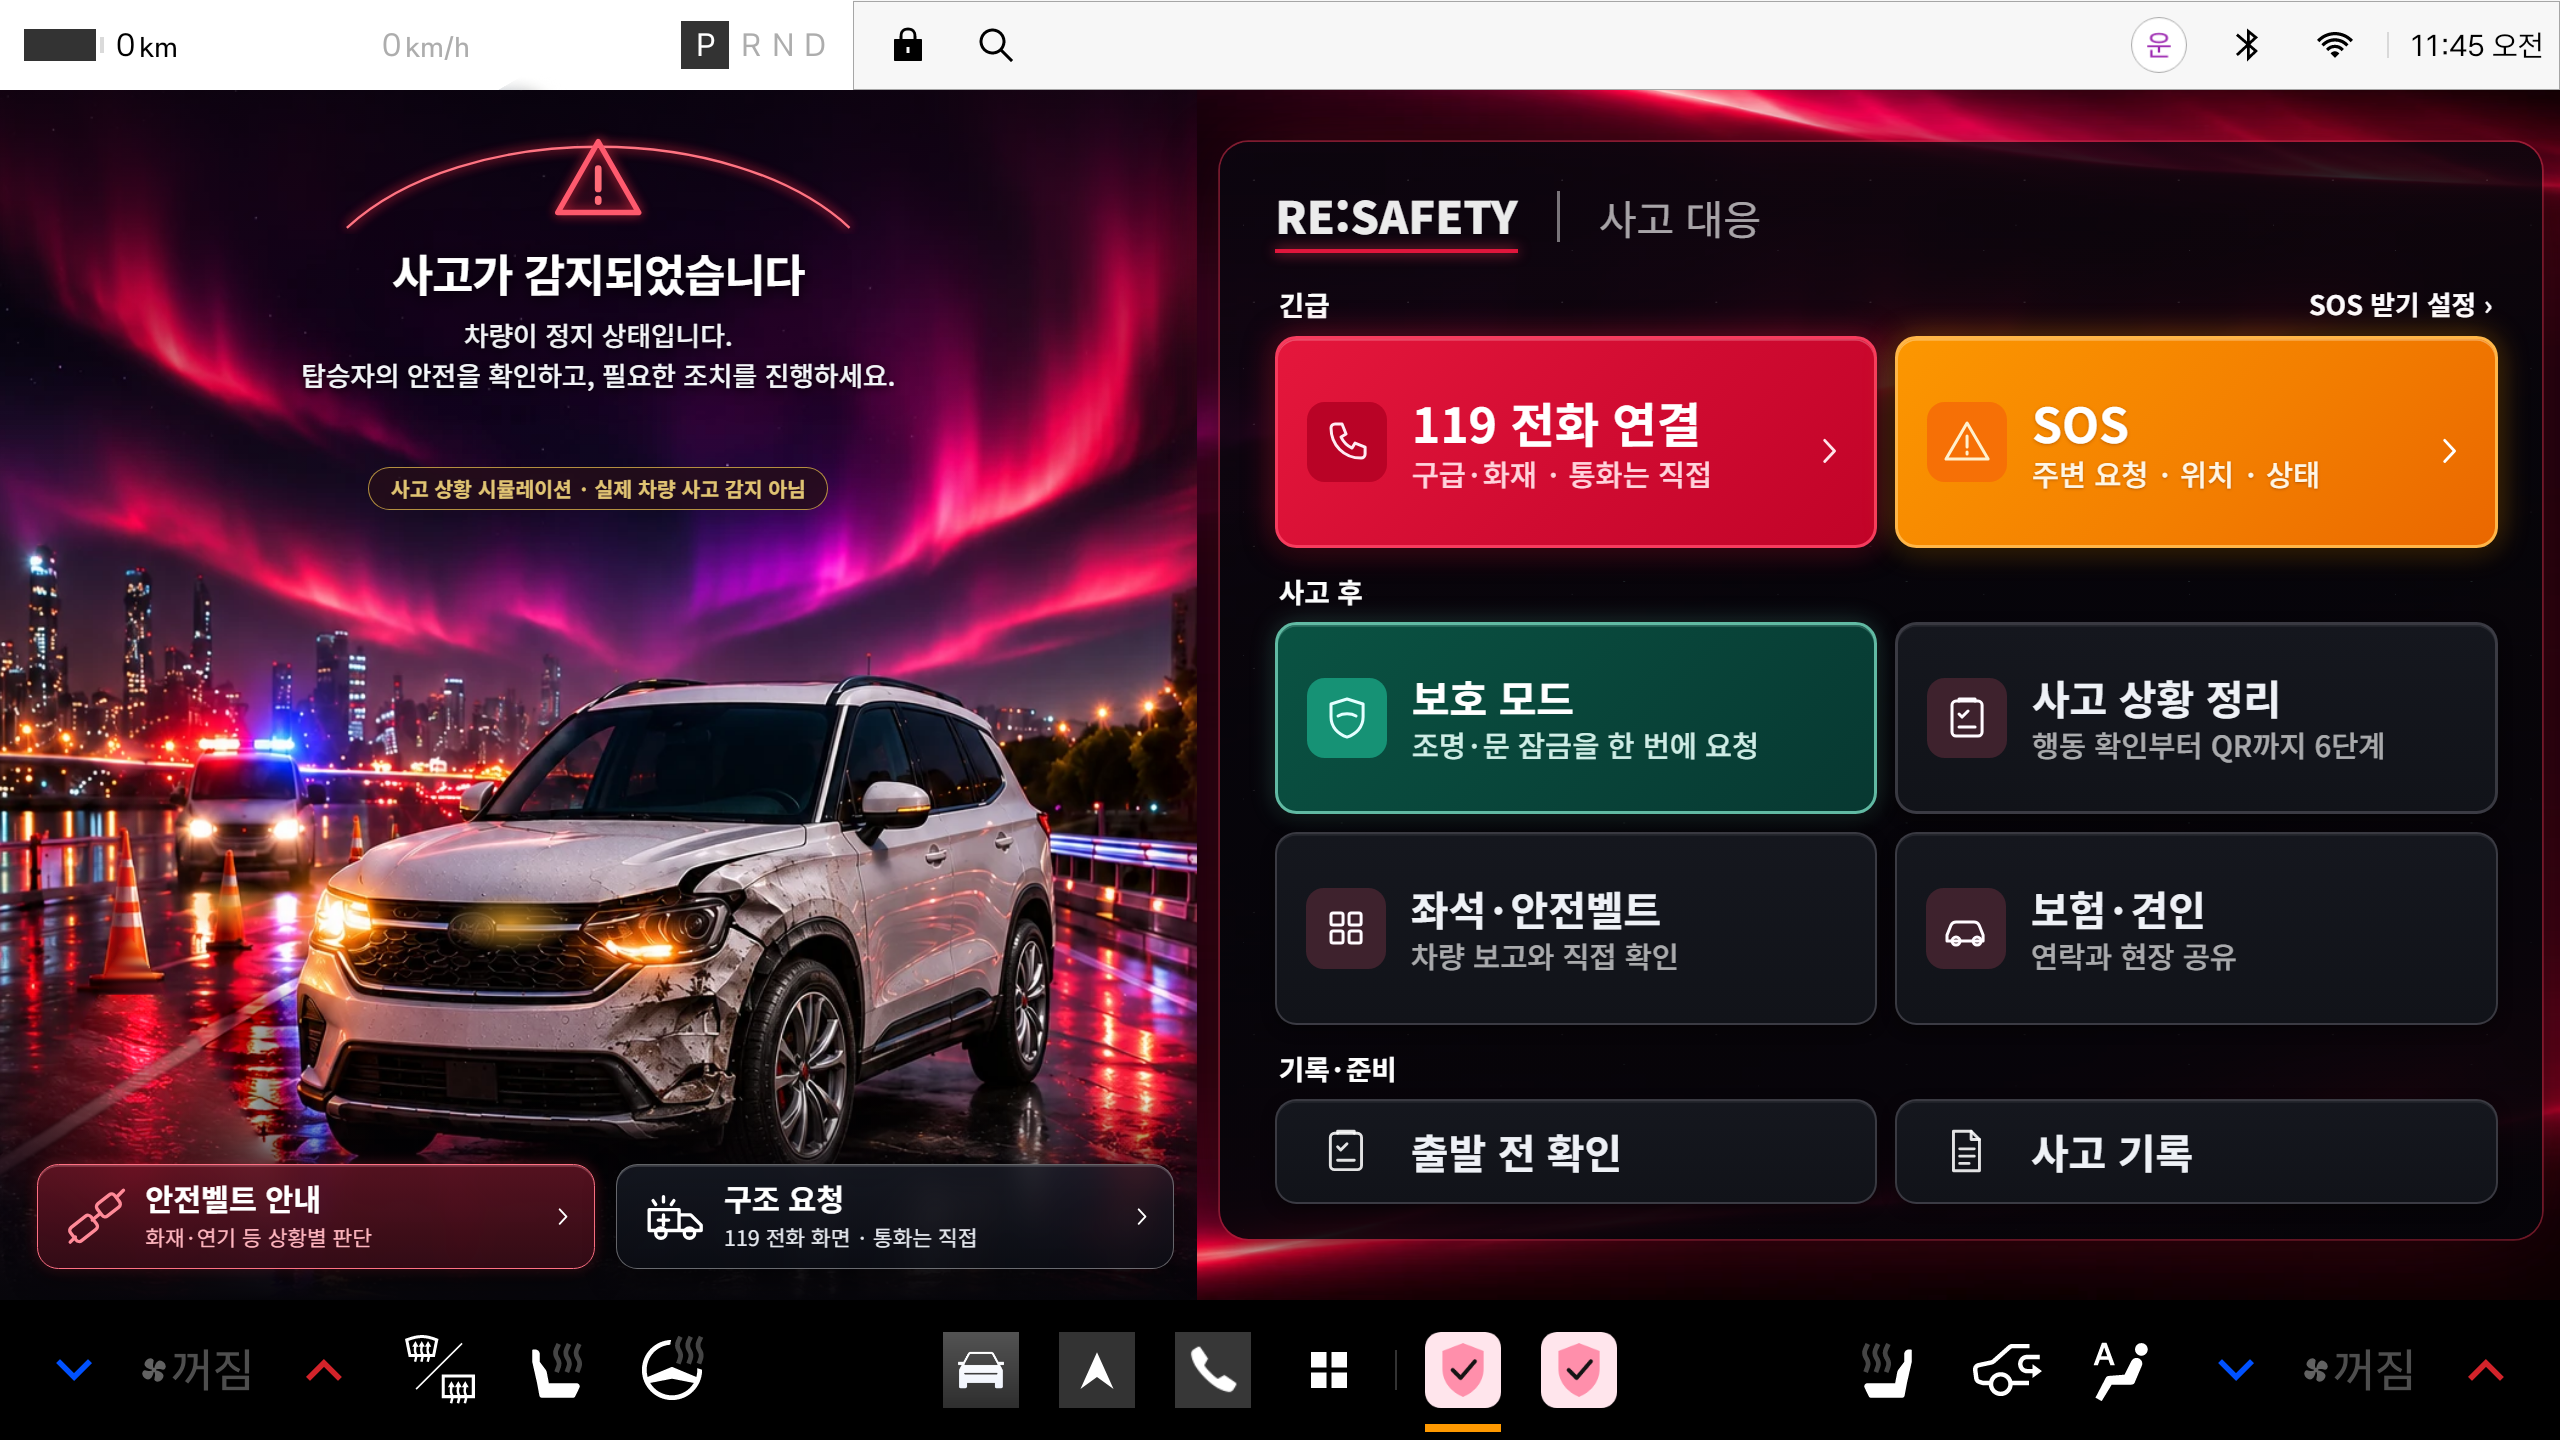 0 km
0 km/h
P R N D
운
11:45 오전
사고가 감지되었습니다
차량이 정지 상태입니다.
탑승자의 안전을 확인하고, 필요한 조치를 진행하세요.
사고 상황 시뮬레이션 · 실제 차량 사고 감지 아님
안전벨트 안내
화재·연기 등 상황별 판단
구조 요청
119 전화 화면 · 통화는 직접
RE:SAFETY
사고 대응
긴급
SOS 받기 설정 ›
119 전화 연결
구급·화재 · 통화는 직접
SOS
주변 요청 · 위치 · 상태
사고 후
보호 모드
조명·문 잠금을 한 번에 요청
사고 상황 정리
행동 확인부터 QR까지 6단계
좌석·안전벨트
차량 보고와 직접 확인
보험·견인
연락과 현장 공유
기록·준비
출발 전 확인
사고 기록
꺼짐
A
꺼짐